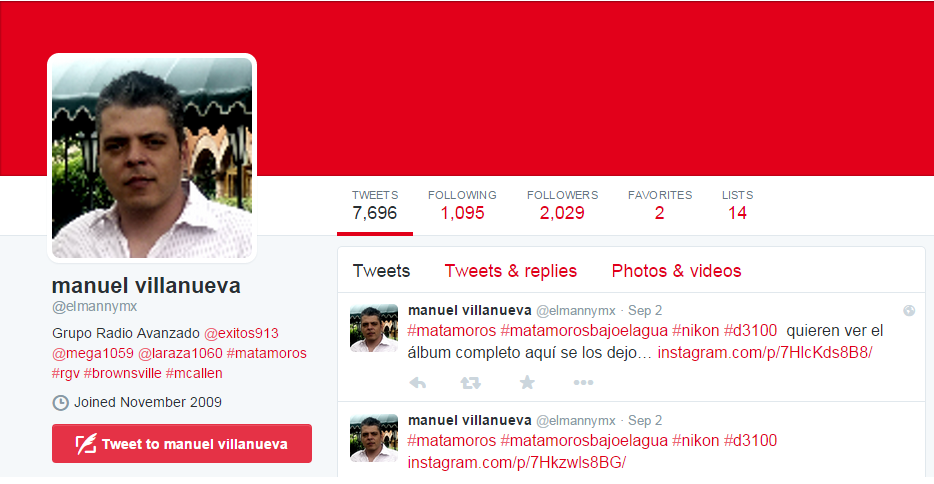 TWEETS FOLLOWING FOLLOWERS FAVORITES LISTS
7,696 1,095 2,029 2 14
manuel villanueva
@elmannymx
Grupo Radio Avanzado @exitos913
@mega1059 @laraza1060 #matamoros
#rgv #brownsville #mcallen
Joined November 2009
Tweet to manuel villanueva
Tweets Tweets & replies Photos & videos
manuel villanueva @elmannymx · Sep 2
#matamoros #matamorosbajoelagua #nikon #d3100 quieren ver el
álbum completo aquí se los dejo… instagram.com/p/7HlcKds8B8/
manuel villanueva @elmannymx · Sep 2
#matamoros #matamorosbajoelagua #nikon #d3100
instagram.com/p/7Hkzwls8BG/